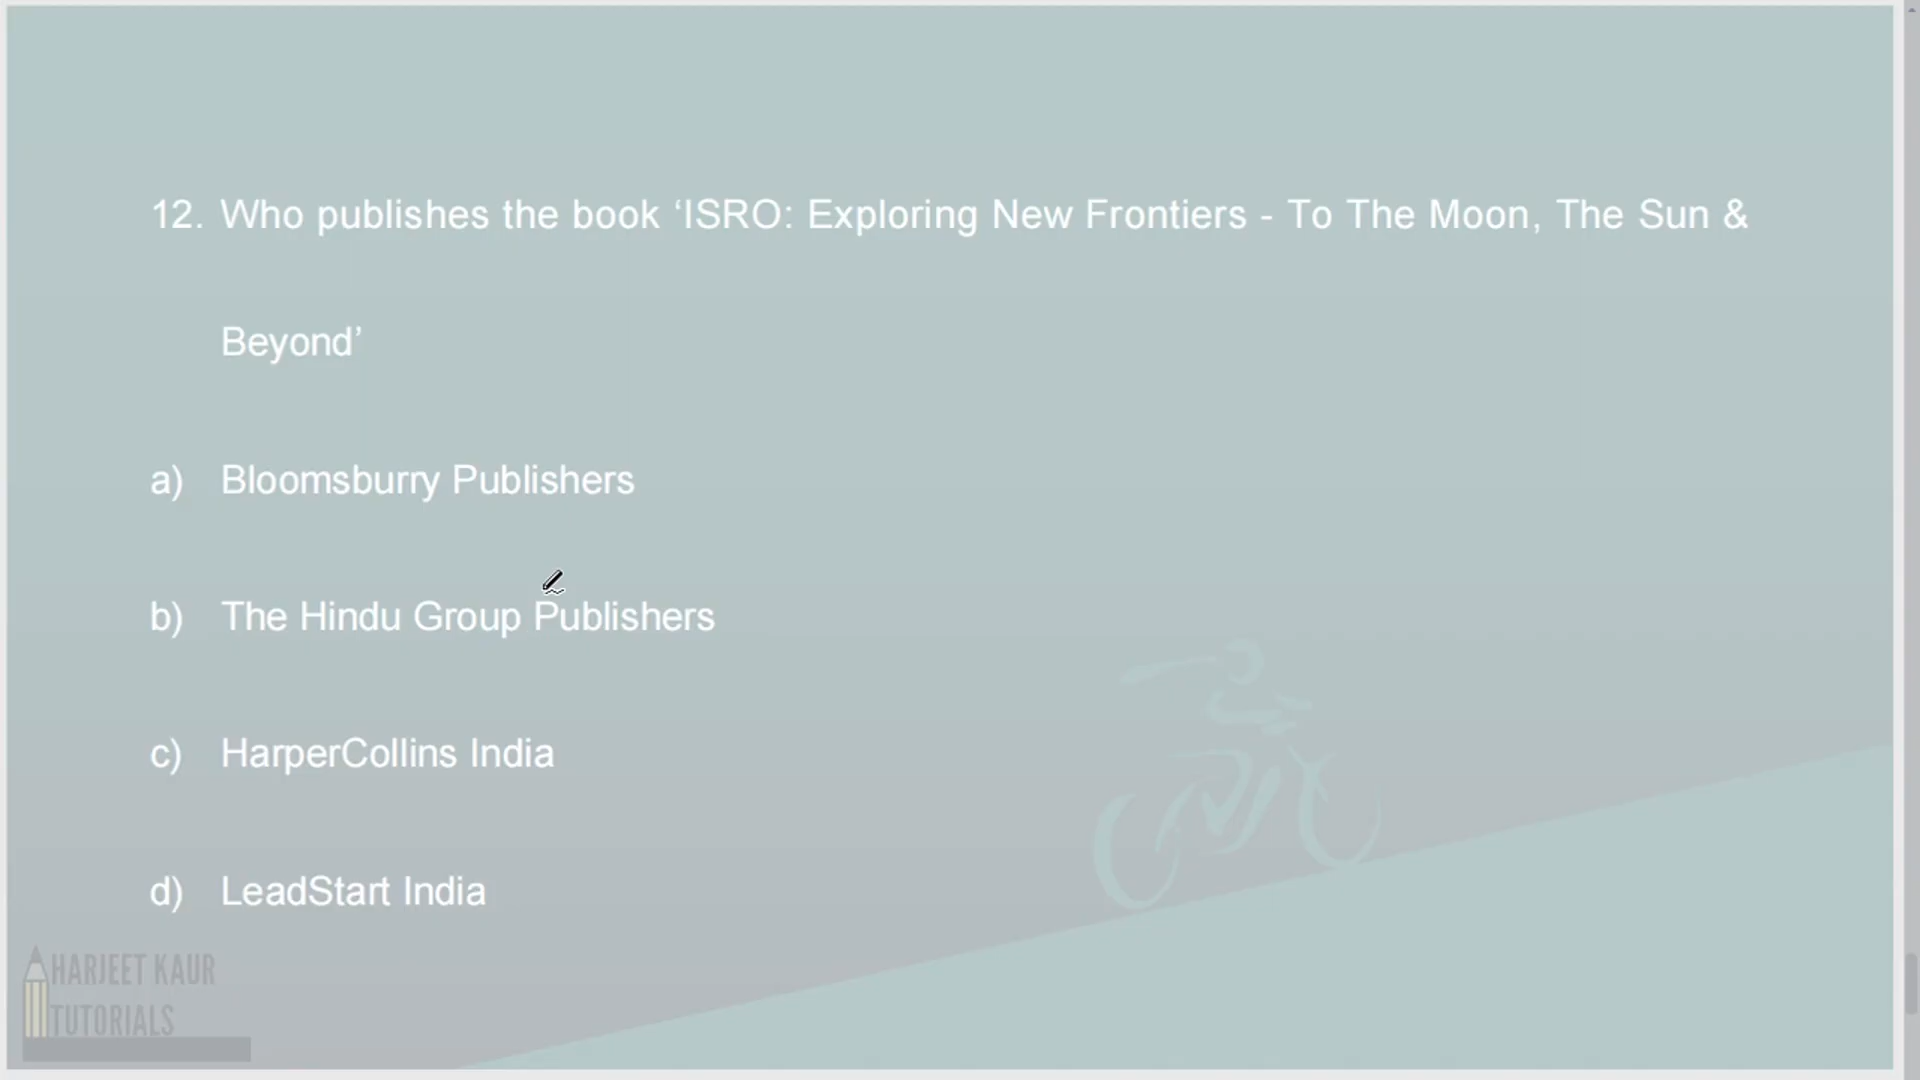 12. Who publishes the book ‘ISRO: Exploring New Frontiers - To The Moon, The Sun &
Beyond’
a) Bloomsburry Publishers
b) The Hindu Group Publishers
c) HarperCollins India
d) LeadStart India
HARJEET KAUR
TUTORIALS